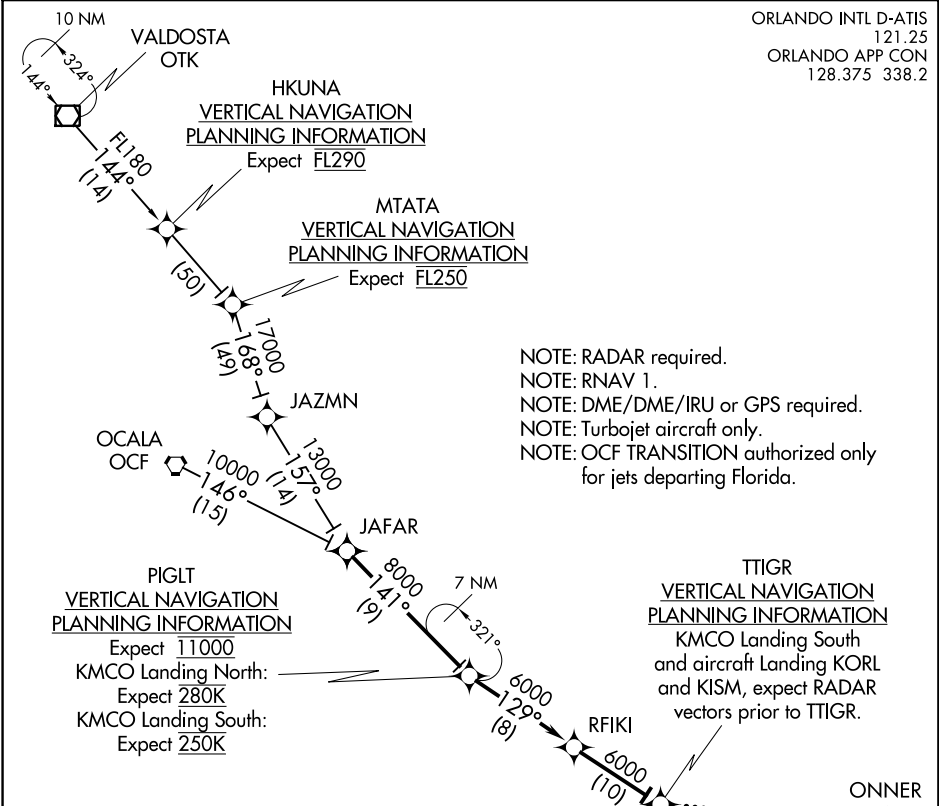 10 NM
VALDOSTA
OTK
324°
144°
ORLANDO INTL D-ATIS
121.25
ORLANDO APP CON
128.375 338.2
HKUNA
VERTICAL NAVIGATION
PLANNING INFORMATION
Expect FL290
FL180
144°
(14)
MTATA
VERTICAL NAVIGATION
PLANNING INFORMATION
Expect FL250
(50)
17000
168°
(49)
NOTE: RADAR required.
NOTE: RNAV 1.
NOTE: DME/DME/IRU or GPS required.
NOTE: Turbojet aircraft only.
NOTE: OCF TRANSITION authorized only
for jets departing Florida.
JAZMN
OCALA
OCF
10000
146°
(15)
13000
157°
(14)
JAFAR
8000
141°
(9)
7 NM
321°
PIGLT
VERTICAL NAVIGATION
PLANNING INFORMATION
Expect 11000
KMCO Landing North:
Expect 280K
KMCO Landing South:
Expect 250K
TTIGR
VERTICAL NAVIGATION
PLANNING INFORMATION
KMCO Landing South
and aircraft Landing KORL
and KISM, expect RADAR
vectors prior to TTIGR.
6000
129°
(8)
RFIKI
6000
(10)
ONNER